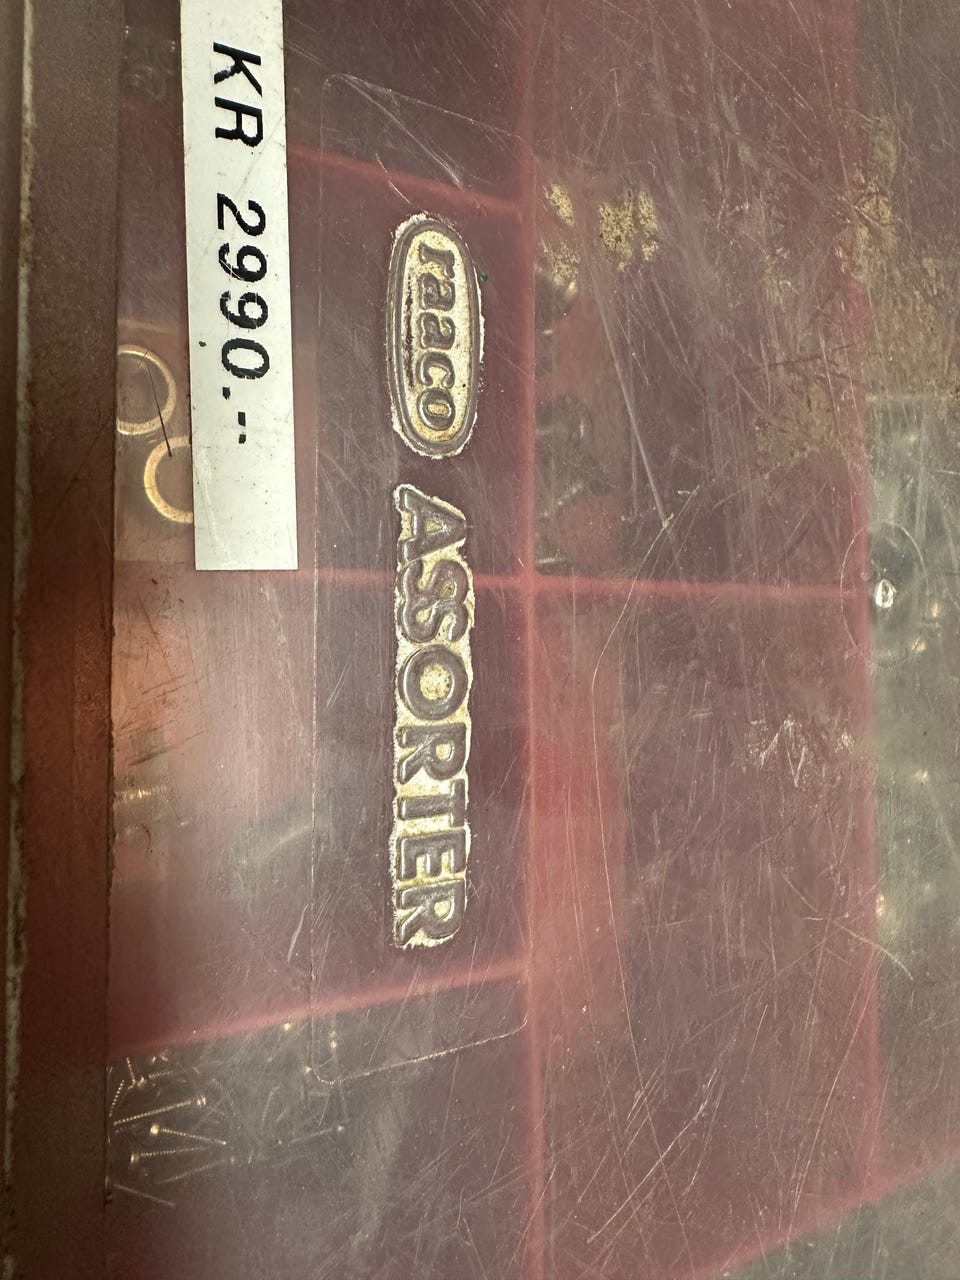 KR 2990.--
raaco ASSORTER